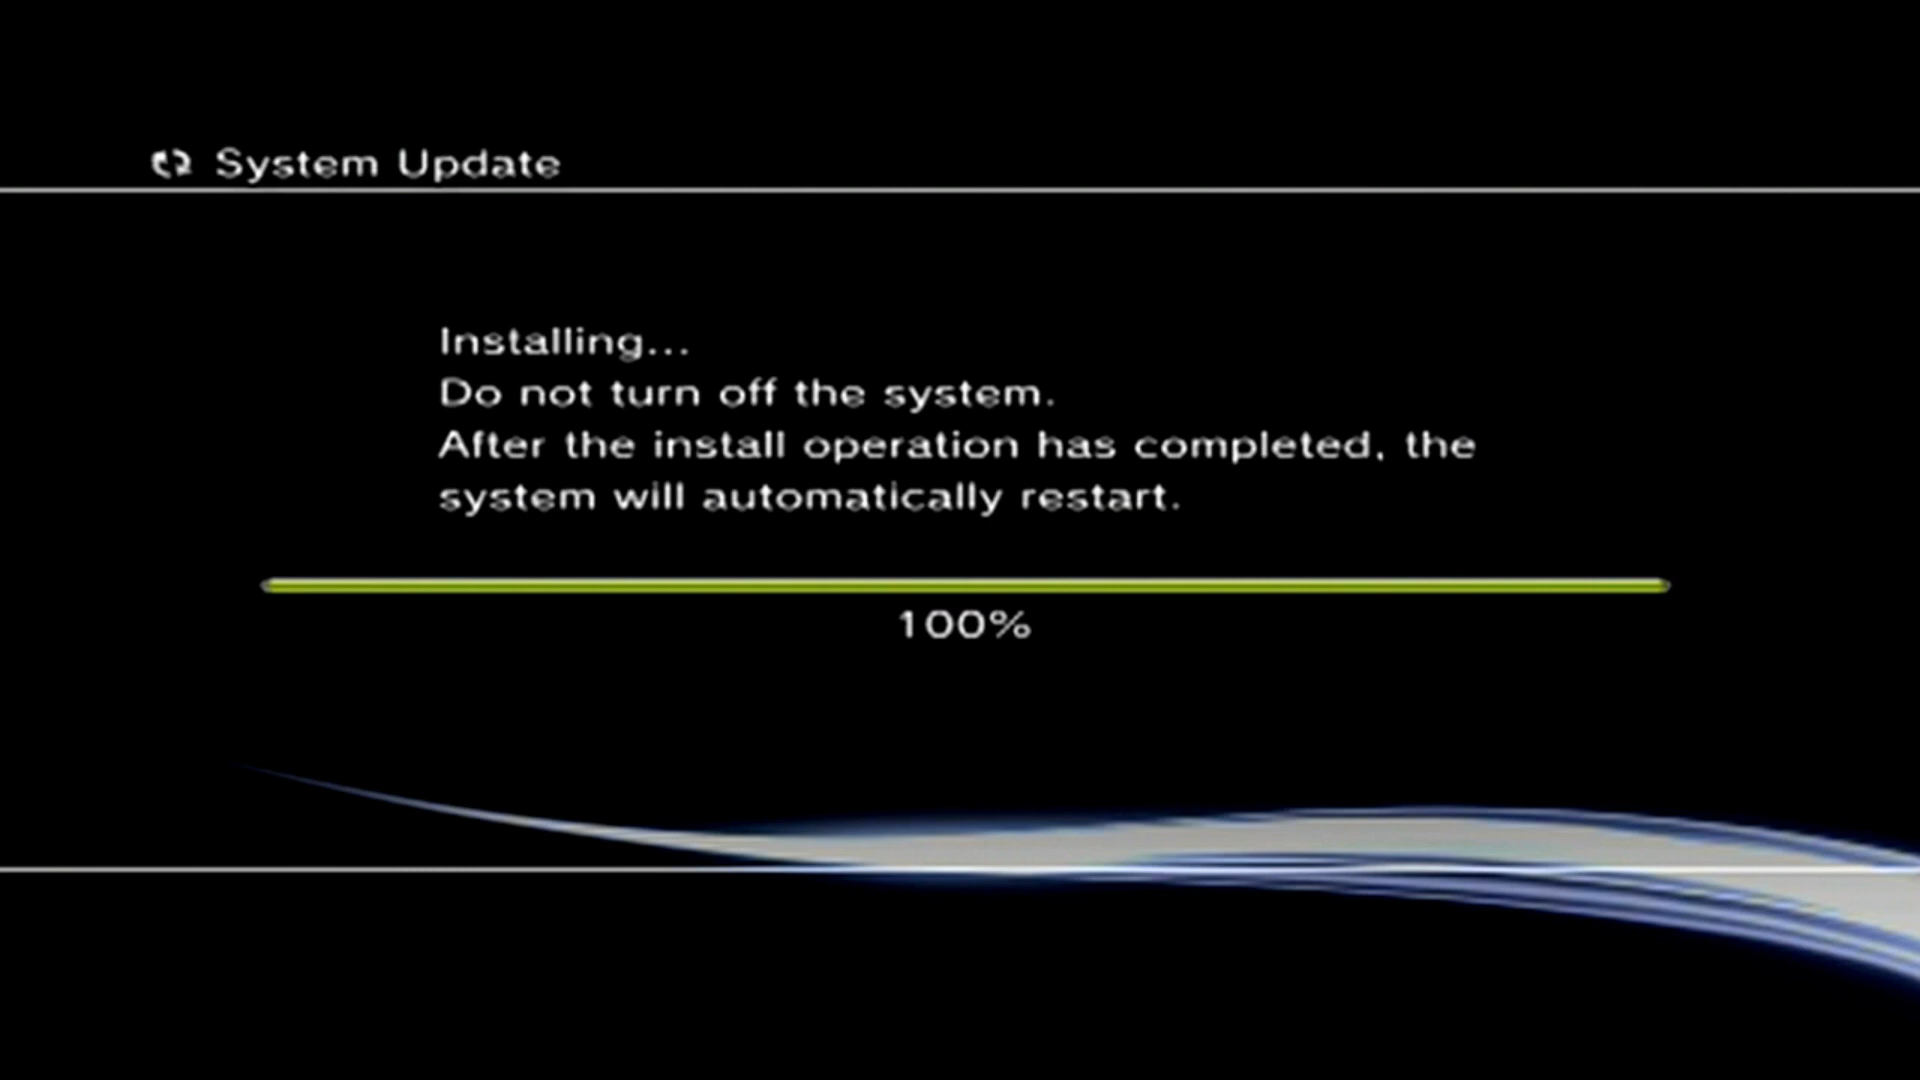 System Update
Installing...
Do not turn off the system.
After the install operation has completed, the
system will automatically restart.
100%